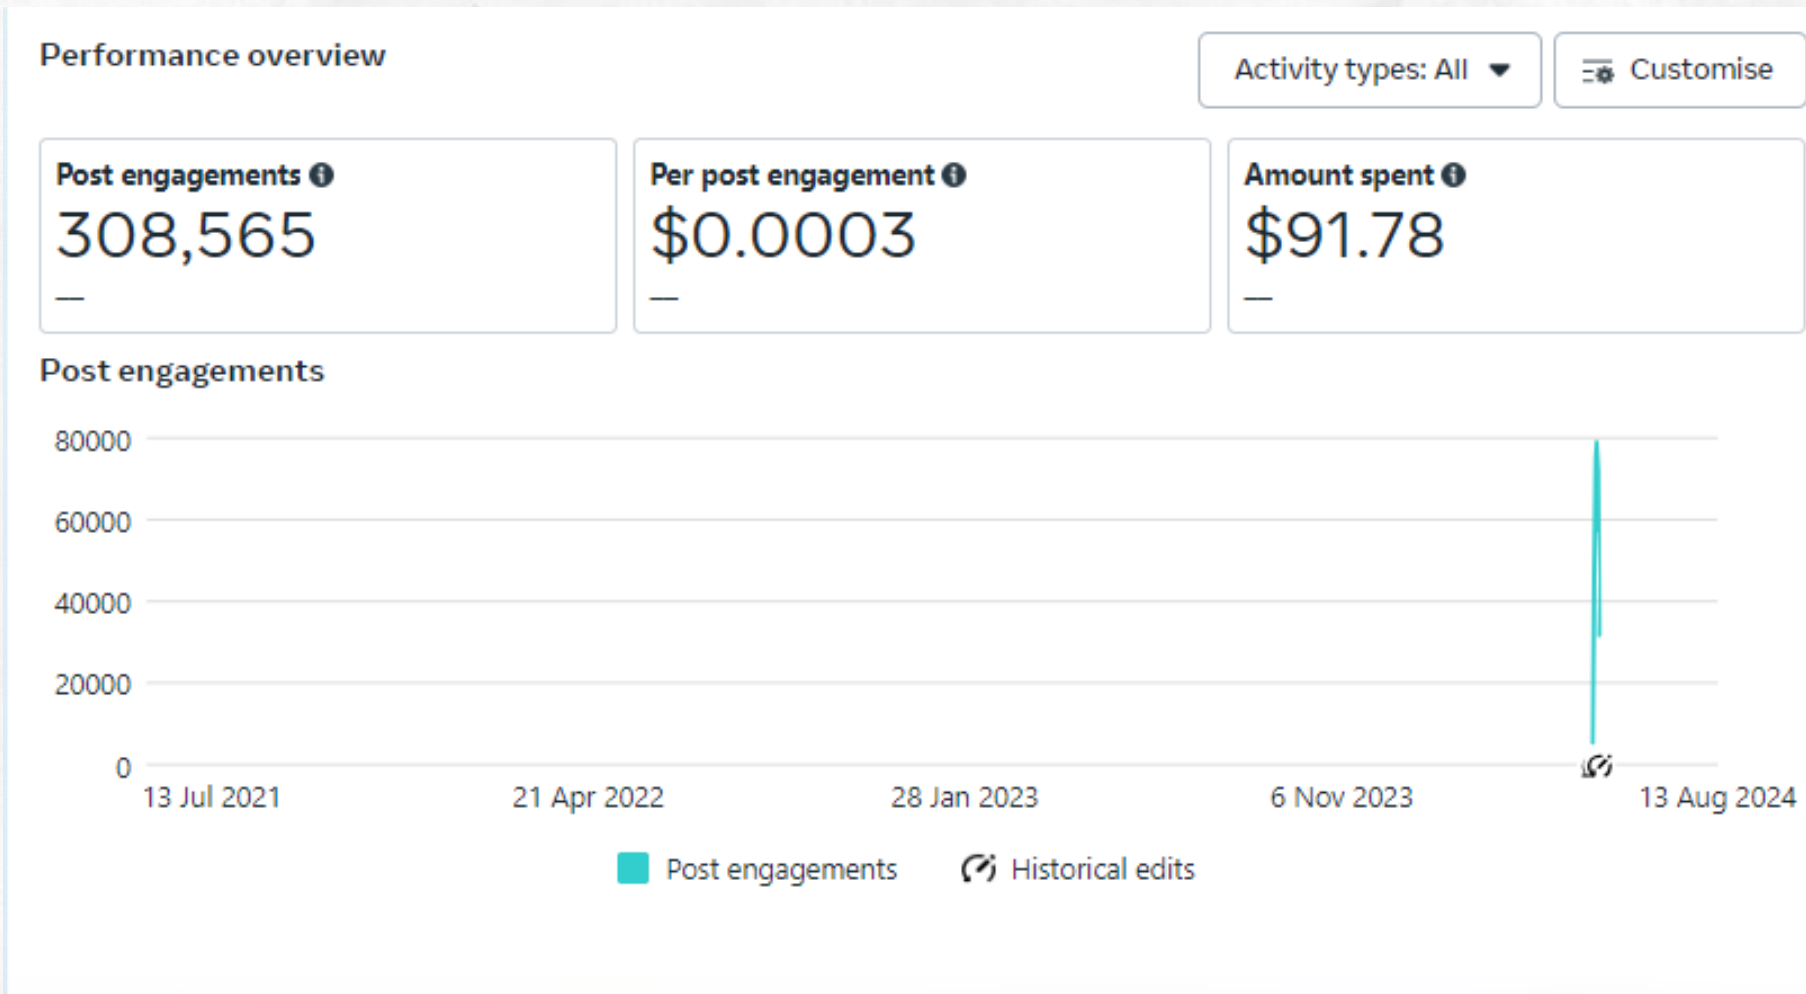 Performance overview
Activity types: All
Customise
Post engagements
308,565
—
Per post engagement
$0.0003
—
Amount spent
$91.78
—
Post engagements
80000
60000
40000
20000
0
13 Jul 2021 21 Apr 2022 28 Jan 2023 6 Nov 2023 13 Aug 2024
Post engagements Historical edits